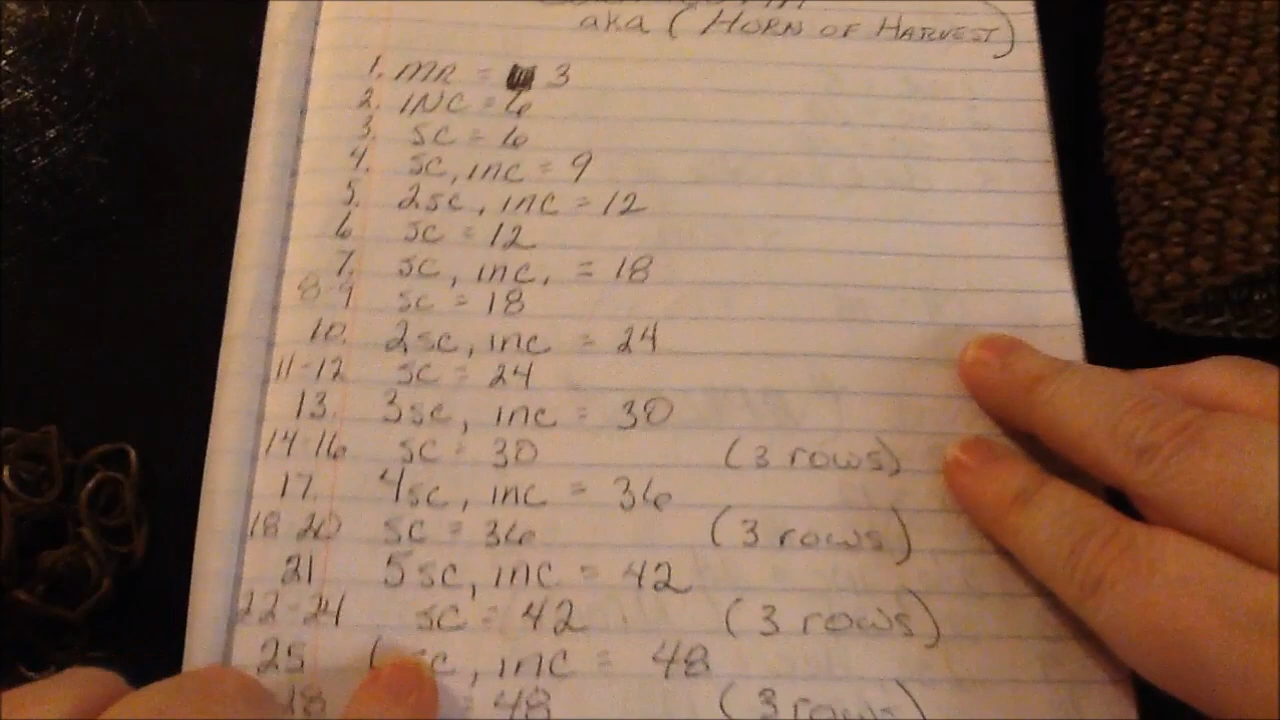 aka (HORN OF HARVEST)
1. MR = 3
2. INC = 6
3. SC = 6
4. SC, inc = 9
5. 2SC, inc = 12
6 SC = 12
7. SC, inc. = 18
8-9 SC = 18
10. 2SC, inc = 24
11-12 SC = 24
13. 3SC, inc = 30
14-16 SC = 30 (3 rows)
17. 4SC, inc = 36
18-20 SC = 36 (3 rows)
21 5SC, inc = 42
22-24 SC = 42 (3 rows)
25 inc = 48
= 48 (3 rows)